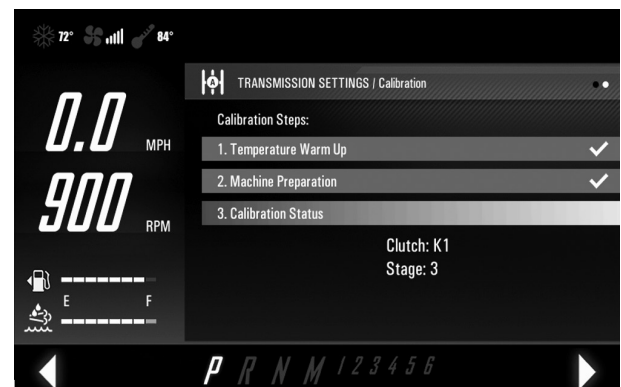 72° 84°
TRANSMISSION SETTINGS / Calibration
0.0 MPH
Calibration Steps:
1. Temperature Warm Up
2. Machine Preparation
900 RPM
3. Calibration Status
Clutch: K1
Stage: 3
E F
P R N M 1 2 3 4 5 6